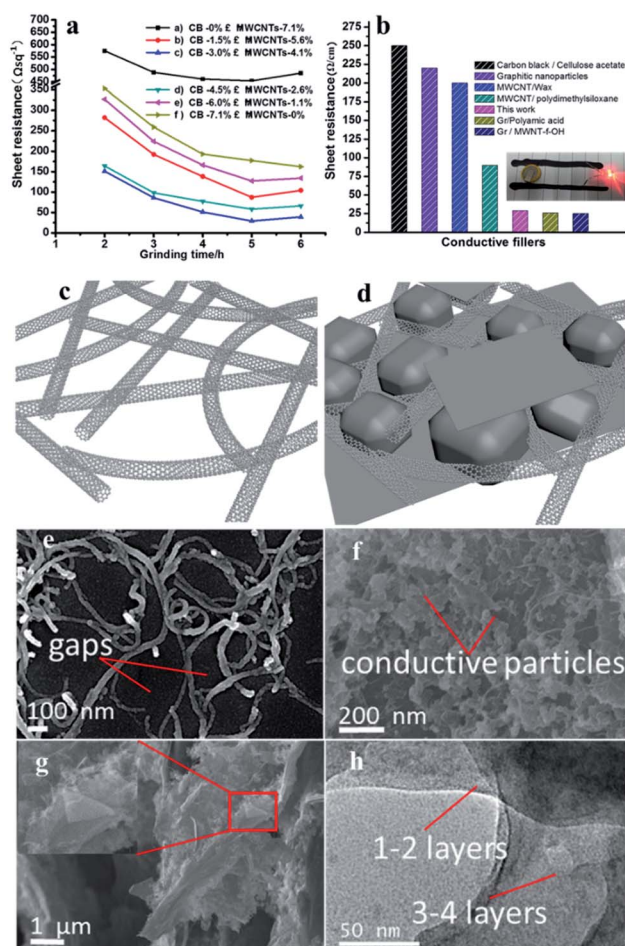 a
a) CB -0% £ MWCNTs-7.1%
b) CB -1.5% £ MWCNTs-5.6%
c) CB -3.0% £ MWCNTs-4.1%
d) CB -4.5% £ MWCNTs-2.6%
e) CB -6.0% £ MWCNTs-1.1%
f) CB -7.1% £ MWCNTs-0%
Sheet resistance(Ωsq⁻¹)
700
650
600
550
500
450
350
300
250
200
150
100
50
0
1 2 3 4 5 6
Grinding time/h
b
Carbon black / Cellulose acetate
Graphitic nanoparticles
MWCNT/Wax
MWCNT/ polydimethylsiloxane
This work
Gr/Polyamic acid
Gr / MWNT-f-OH
Sheet resistance(Ω/cm)
275
250
225
200
175
150
125
100
75
50
25
0
Conductive fillers
c
d
e
gaps
100 nm
f
conductive particles
200 nm
g
1 μm
h
1-2 layers
3-4 layers
50 nm